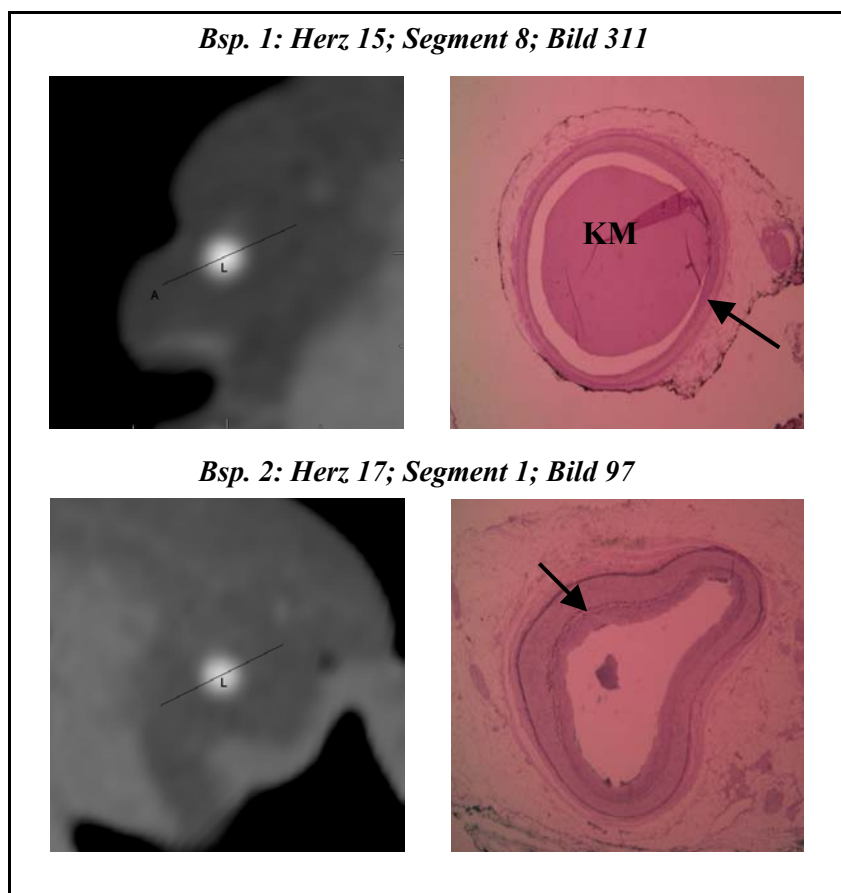 Bsp. 1: Herz 15; Segment 8; Bild 311
KM
L
A
Bsp. 2: Herz 17; Segment 1; Bild 97
L